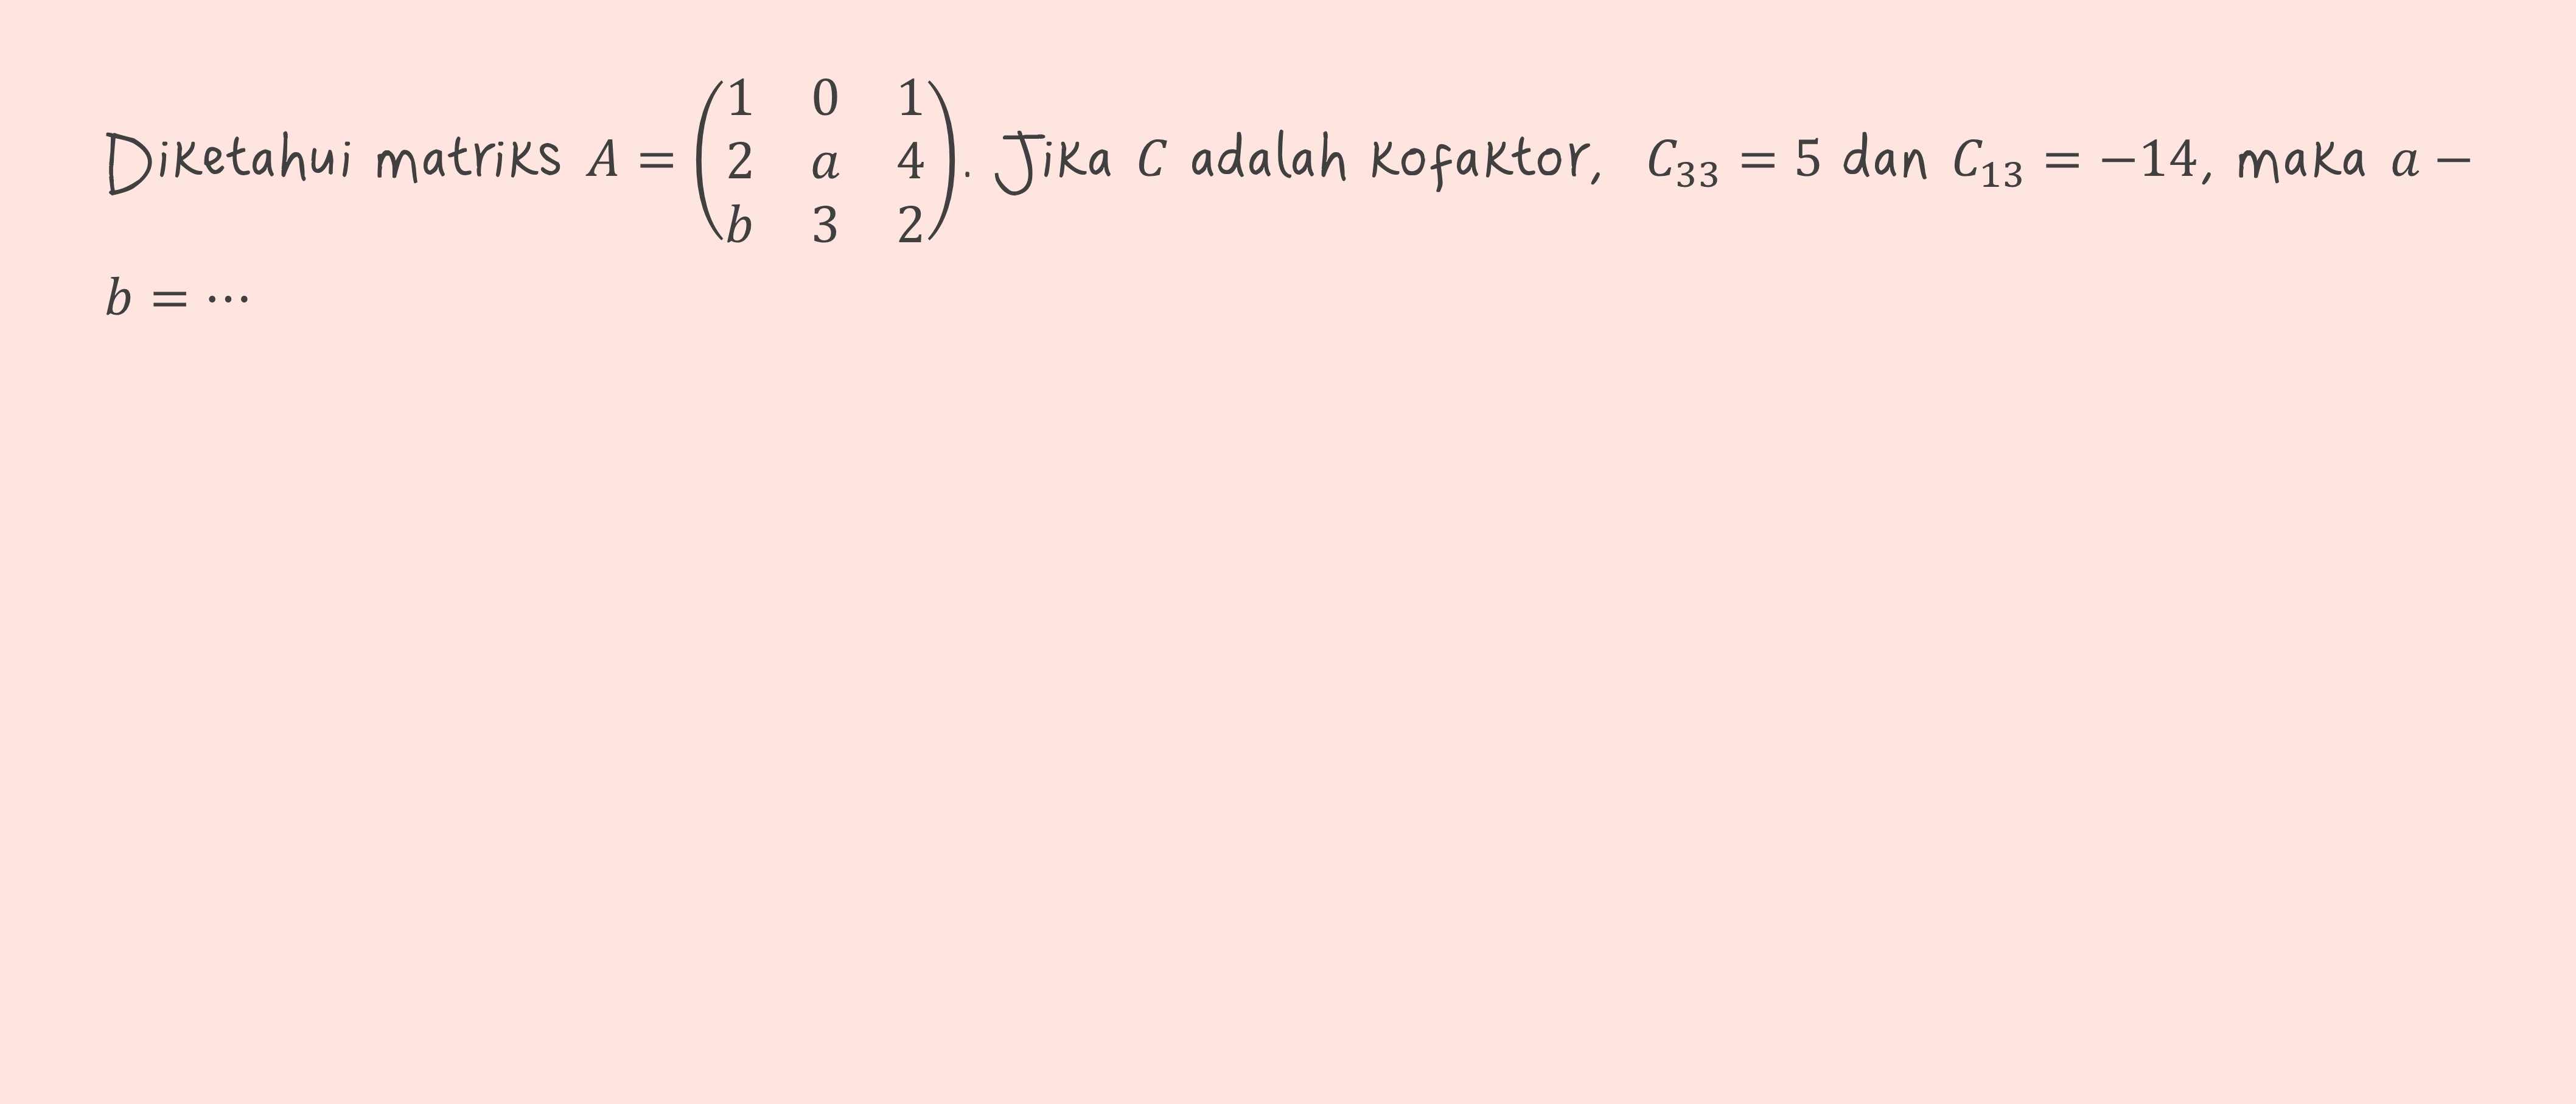 Diketahui matriks $A = \begin{pmatrix} 1 & 0 & 1 \\ 2 & a & 4 \\ b & 3 & 2 \end{pmatrix}$. Jika $C$ adalah kofaktor, $C_{33} = 5$ dan $C_{13} = -14$, maka $a -$
$b = \cdots$